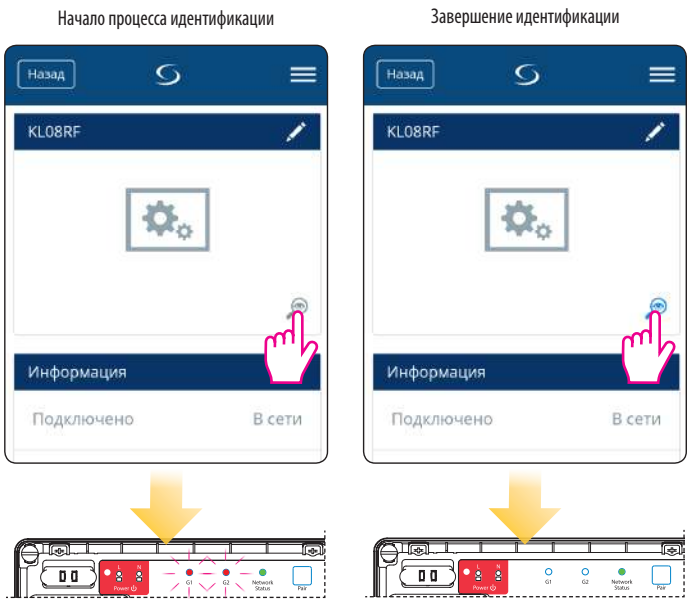 Начало процесса идентификации
Завершение идентификации
Назад
KL08RF
Информация
Подключено В сети
Назад
KL08RF
Информация
Подключено В сети
L N
Power
G1 G2 Network Status Pair
L N
Power
G1 G2 Network Status Pair